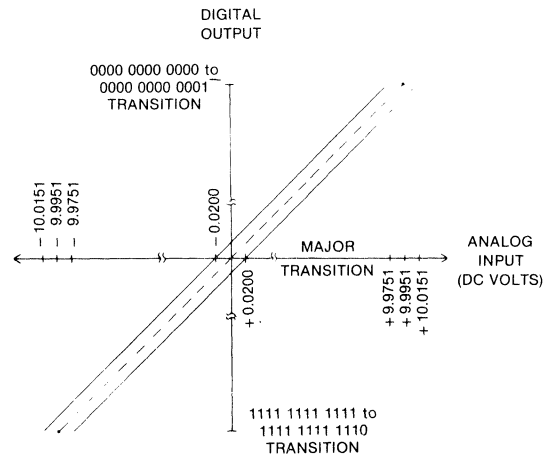 DIGITAL
OUTPUT
0000 0000 0000 to
0000 0000 0001
TRANSITION
− 10.0151
− 9.9951
− 9.9751
− 0.0200
+ 0.0200
MAJOR
TRANSITION
+ 9.9751
+ 9.9951
+ 10.0151
ANALOG
INPUT
(DC VOLTS)
1111 1111 1111 to
1111 1111 1110
TRANSITION